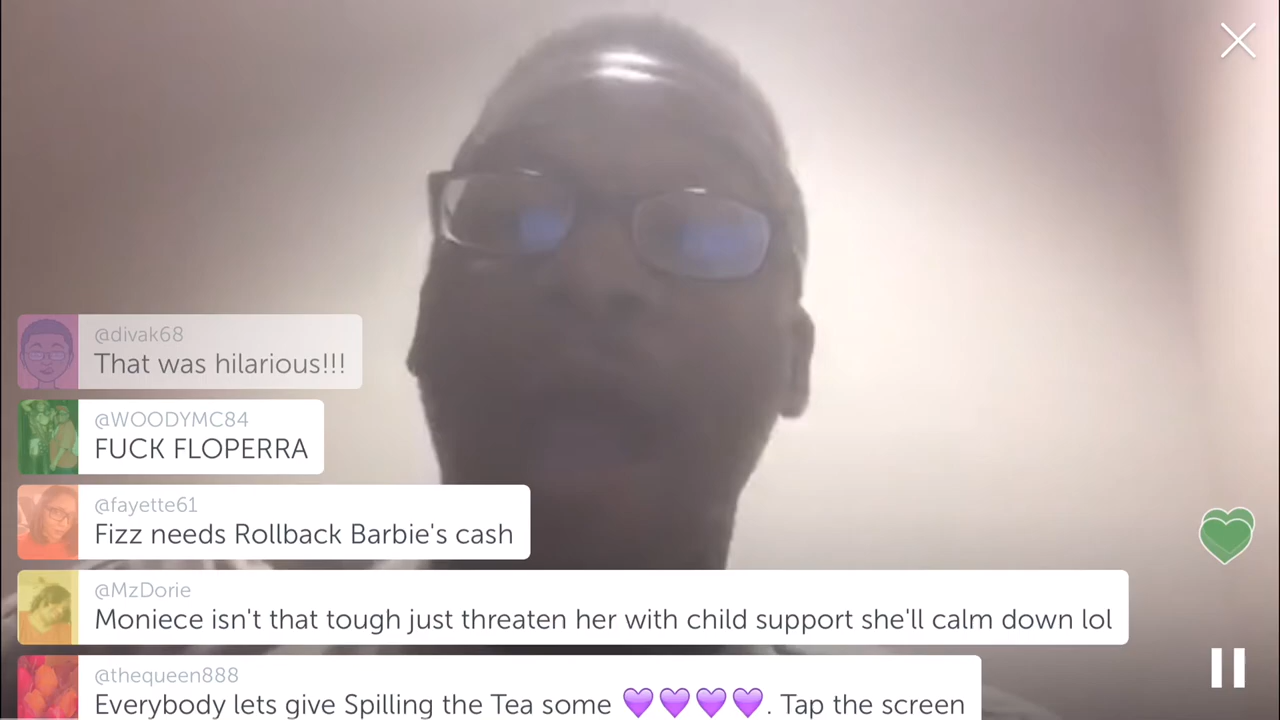 @divak68
That was hilarious!!!
@WOODYMC84
FUCK FLOPERRA
@fayette61
Fizz needs Rollback Barbie's cash
@MzDorie
Moniece isn't that tough just threaten her with child support she'll calm down lol
@thequeen888
Everybody lets give Spilling the Tea some 💜💜💜💜. Tap the screen